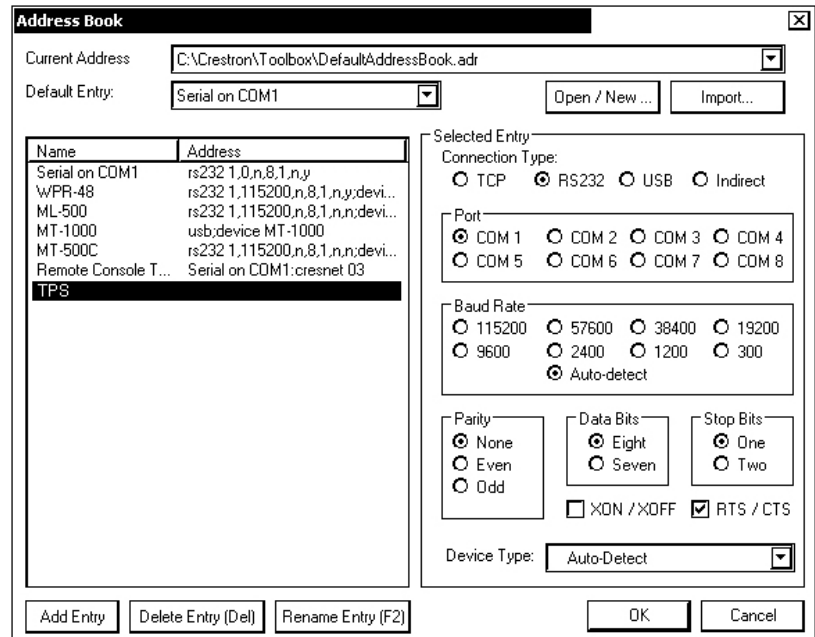 Address Book
Current Address C:\Crestron\Toolbox\DefaultAddressBook.adr
Default Entry: Serial on COM1 Open / New ... Import...
Name Address
Serial on COM1 rs232 1,0,n,8,1,n,y
WPR-48 rs232 1,115200,n,8,1,n,y;devi...
ML-500 rs232 1,115200,n,8,1,n,n;devi...
MT-1000 usb;device MT-1000
MT-500C rs232 1,115200,n,8,1,n,n;devi...
Remote Console T... Serial on COM1:cresnet 03
TPS
Selected Entry
Connection Type:
TCP RS232 USB Indirect
Port
COM 1 COM 2 COM 3 COM 4
COM 5 COM 6 COM 7 COM 8
Baud Rate
115200 57600 38400 19200
9600 2400 1200 300
Auto-detect
Parity
None
Even
Odd
Data Bits
Eight
Seven
Stop Bits
One
Two
XON / XOFF RTS / CTS
Device Type: Auto-Detect
Add Entry Delete Entry (Del) Rename Entry (F2) OK Cancel